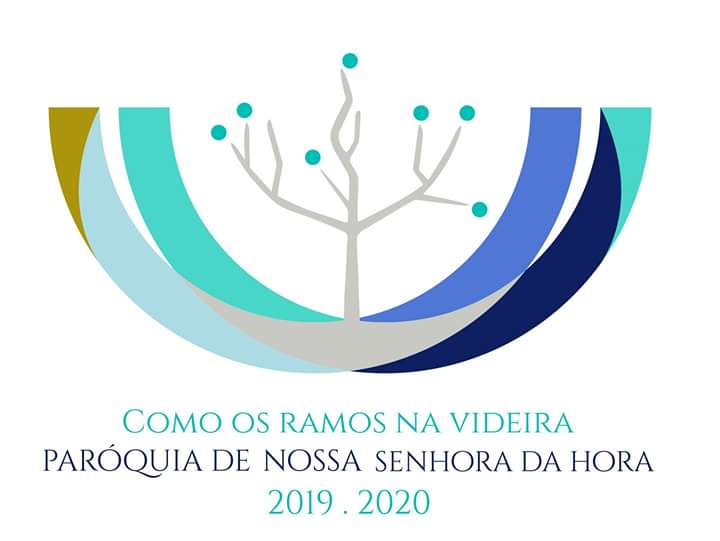 Como os ramos na videira
PARÓQUIA DE NOSSA SENHORA DA HORA
2019 . 2020